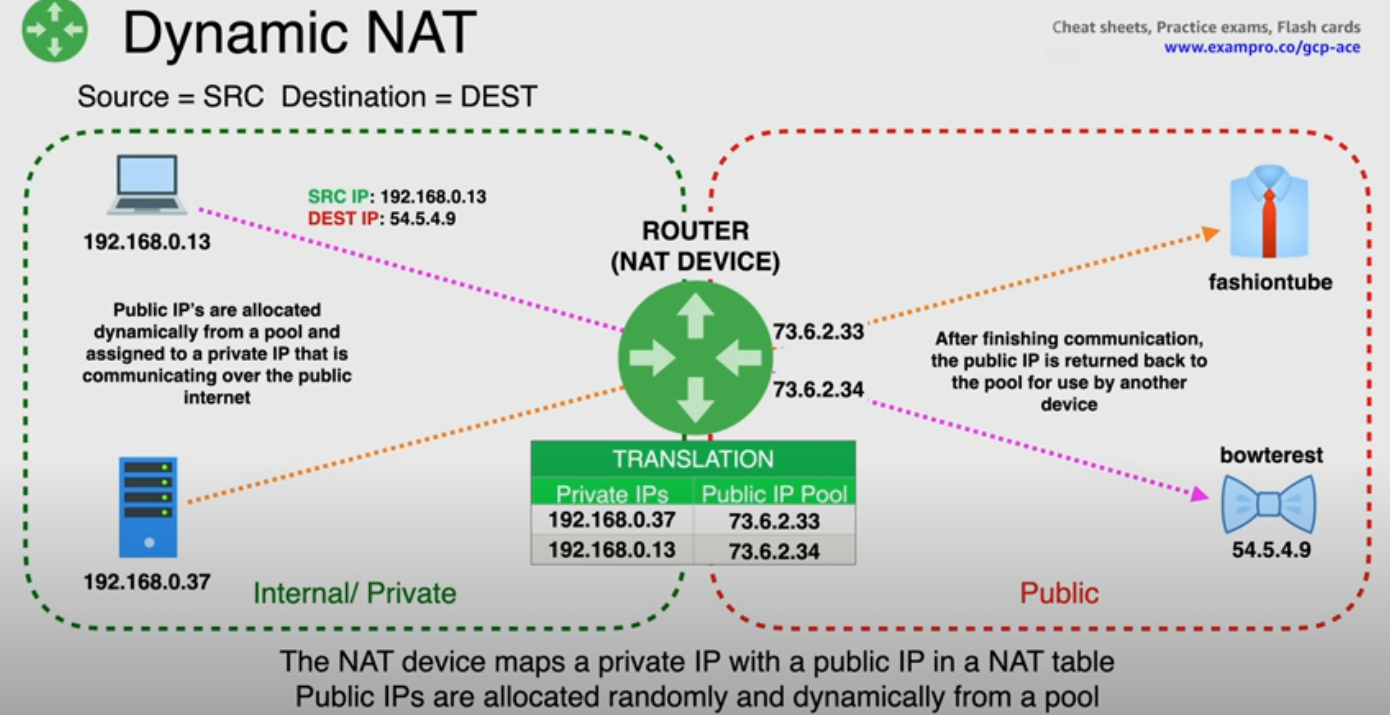 Dynamic NAT
Cheat sheets, Practice exams, Flash cards
www.exampro.co/gcp-ace
Source = SRC  Destination = DEST
192.168.0.13
SRC IP: 192.168.0.13
DEST IP: 54.5.4.9
Public IP's are allocated
dynamically from a pool and
assigned to a private IP that is
communicating over the public
internet
192.168.0.37
Internal/ Private
ROUTER
(NAT DEVICE)
73.6.2.33
73.6.2.34
TRANSLATION
Private IPs Public IP Pool
192.168.0.37 73.6.2.33
192.168.0.13 73.6.2.34
fashiontube
After finishing communication,
the public IP is returned back to
the pool for use by another
device
bowterest
54.5.4.9
Public
The NAT device maps a private IP with a public IP in a NAT table
Public IPs are allocated randomly and dynamically from a pool